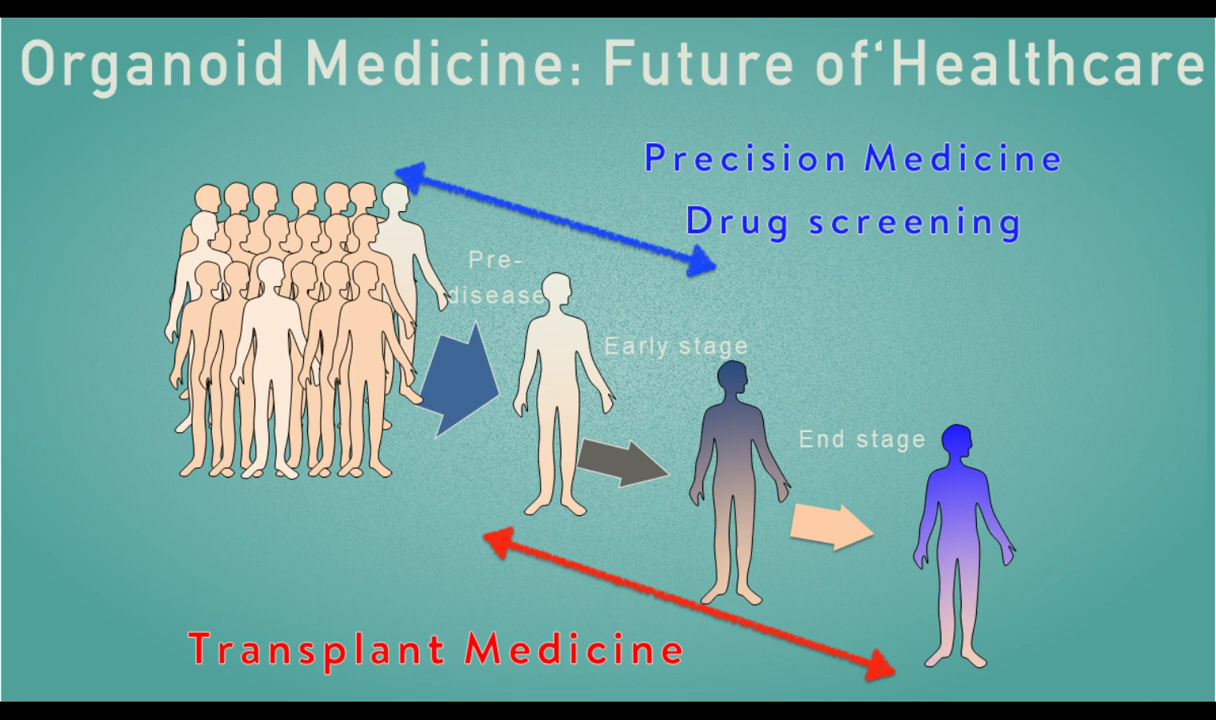 Organoid Medicine: Future of‘Healthcare
Precision Medicine
Drug screening
Pre-
disease
Early stage
End stage
Transplant Medicine